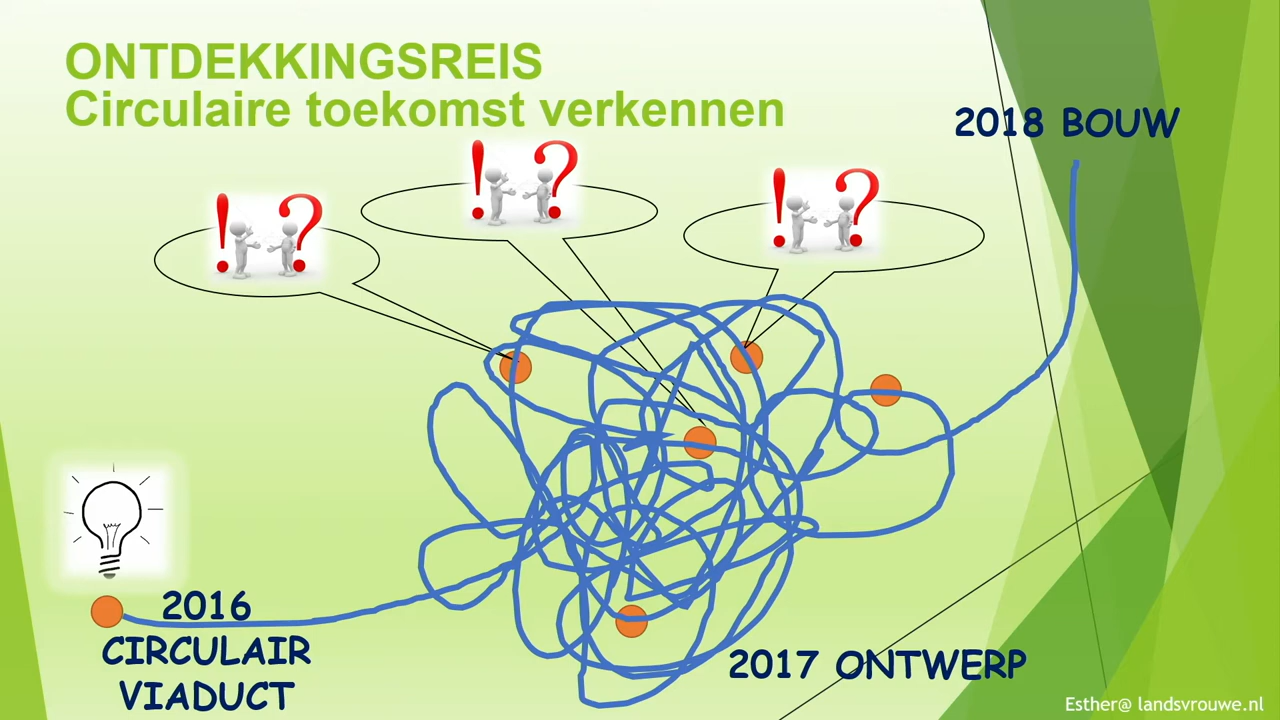 ONTDEKKINGSREIS
Circulaire toekomst verkennen
2018 BOUW
! ?
! ?
! ?
2016
CIRCULAIR
VIADUCT
2017 ONTWERP
Esther@ landsvrouwe.nl